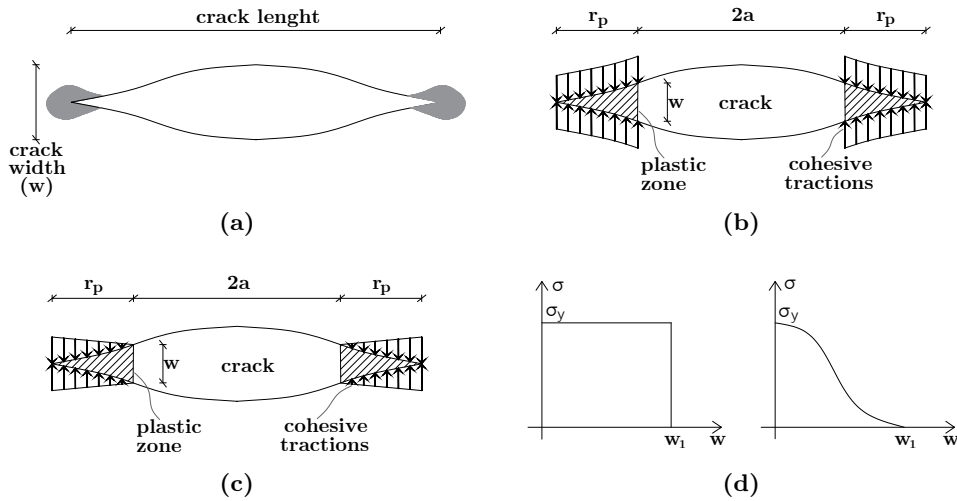 crack lenght
crack
width
(w)
(a)
r_p 2a r_p
w
crack
plastic
zone
cohesive
tractions
(b)
r_p 2a r_p
w
crack
plastic
zone
cohesive
tractions
(c)
σ
σ_y
w_1
w
σ
σ_y
w_1
w
(d)